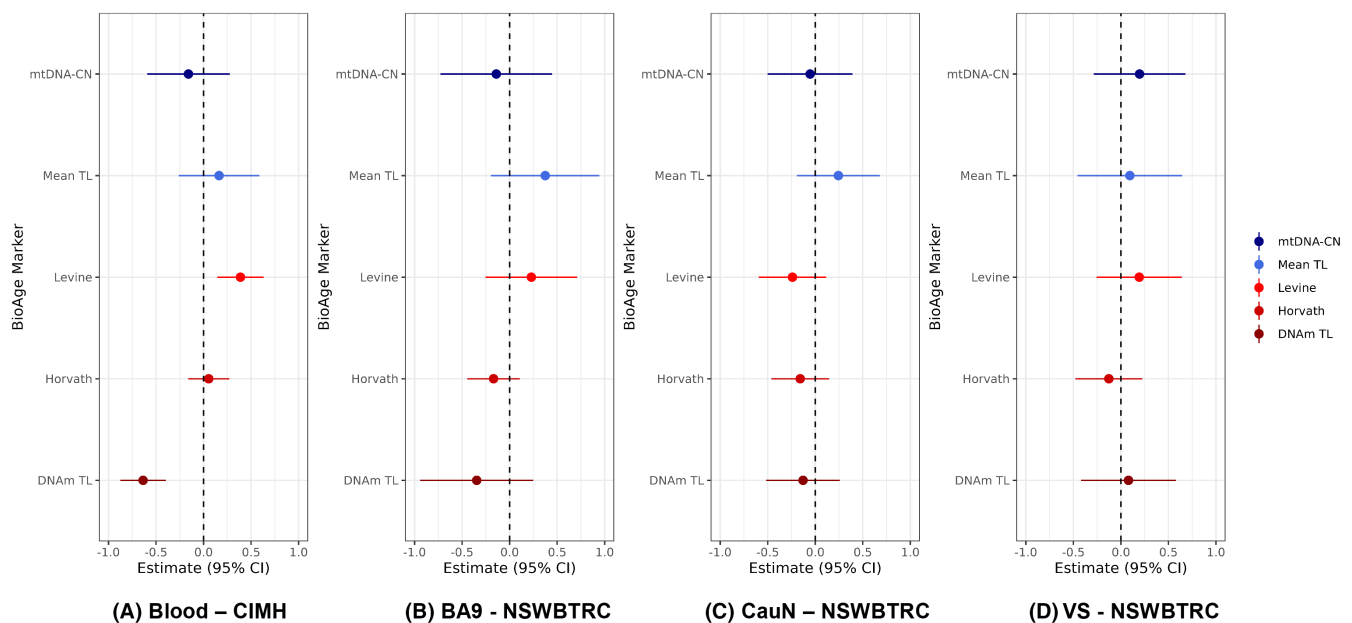 BioAge Marker
mtDNA-CN
Mean TL
Levine
Horvath
DNAm TL
-1.0 -0.5 0.0 0.5 1.0
Estimate (95% CI)
(A) Blood – CIMH
BioAge Marker
mtDNA-CN
Mean TL
Levine
Horvath
DNAm TL
-1.0 -0.5 0.0 0.5 1.0
Estimate (95% CI)
(B) BA9 - NSWBTRC
BioAge Marker
mtDNA-CN
Mean TL
Levine
Horvath
DNAm TL
-1.0 -0.5 0.0 0.5 1.0
Estimate (95% CI)
(C) CauN – NSWBTRC
BioAge Marker
mtDNA-CN
Mean TL
Levine
Horvath
DNAm TL
-1.0 -0.5 0.0 0.5 1.0
Estimate (95% CI)
(D) VS - NSWBTRC
mtDNA-CN
Mean TL
Levine
Horvath
DNAm TL